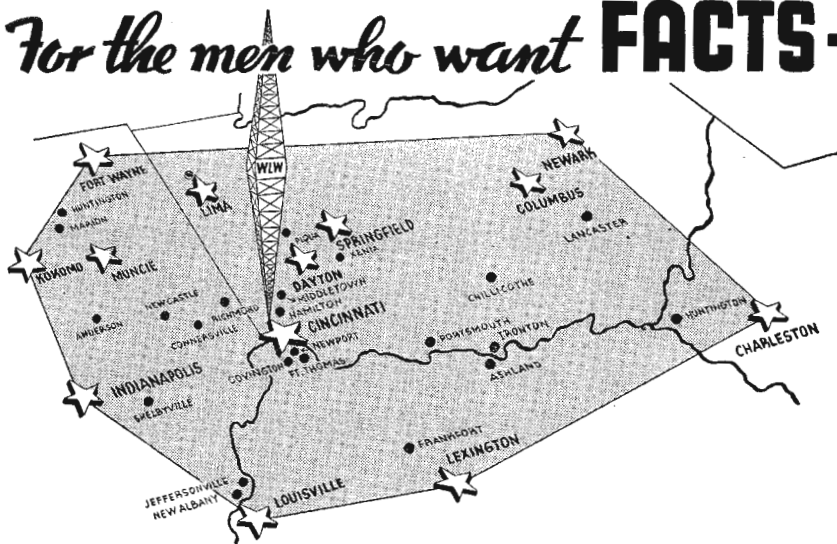 For the men who want FACTS-
WLW
FORT WAYNE
HUNTINGTON
MARION
LIMA
NEWARK
COLUMBUS
LANCASTER
PIQUA
SPRINGFIELD
XENIA
KOKOMO
MUNCIE
DAYTON
MIDDLETOWN
HAMILTON
CHILLICOTHE
NEWCASTLE
RICHMOND
ANDERSON
CONNERSVILLE
CINCINNATI
NEWPORT
COVINGTON
FT. THOMAS
PORTSMOUTH
IRONTON
ASHLAND
HUNTINGTON
CHARLESTON
INDIANAPOLIS
SHELBYVILLE
FRANKFORT
LEXINGTON
JEFFERSONVILLE
NEW ALBANY
LOUISVILLE